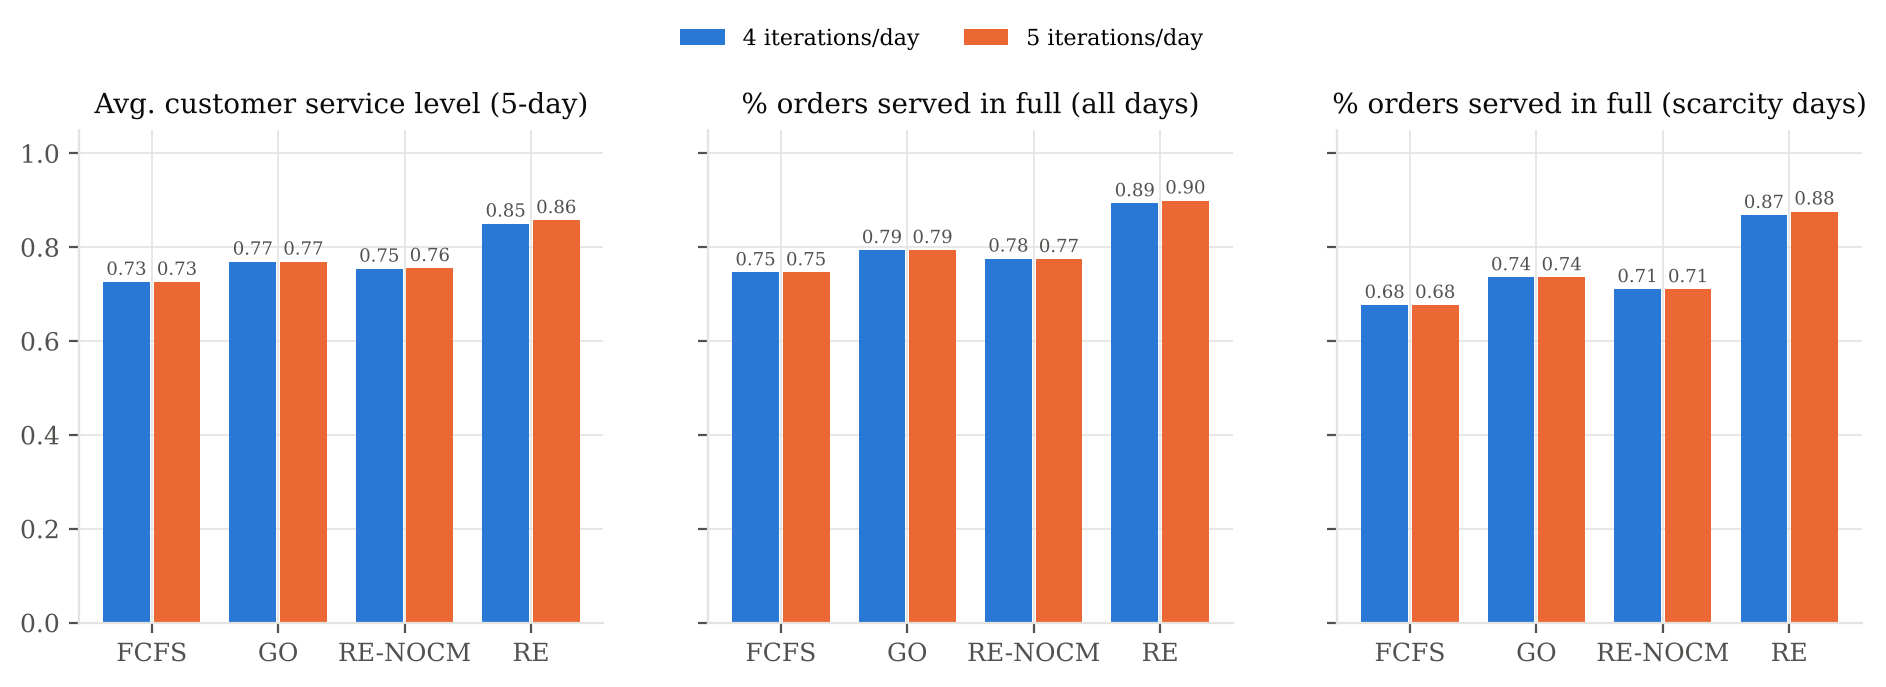 4 iterations/day 5 iterations/day
Avg. customer service level (5-day) % orders served in full (all days) % orders served in full (scarcity days)
1.0
0.8
0.6
0.4
0.2
0.0
0.73 0.73 0.77 0.77 0.75 0.76 0.85 0.86
0.75 0.75 0.79 0.79 0.78 0.77 0.89 0.90
0.68 0.68 0.74 0.74 0.71 0.71 0.87 0.88
FCFS GO RE-NOCM RE
FCFS GO RE-NOCM RE
FCFS GO RE-NOCM RE